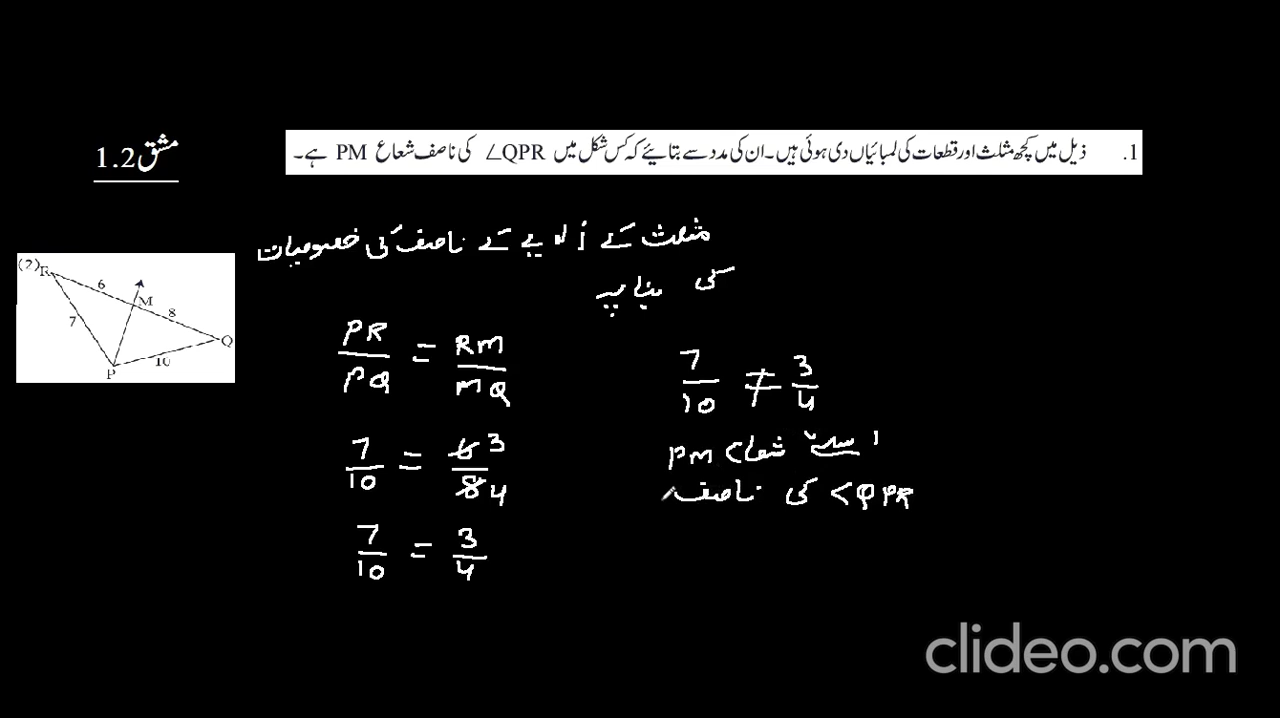 مشق 1.2
1. ذیل میں کچھ مثلث اور قطعات کی لمبائیاں دی ہوئی ہیں۔ ان کی مدد سے بتایئے کہ کس شکل میں ∠QPR کی ناصف شعاع PM ہے۔
مثلث کے زاویے کے ناصف کی خصوصیات
کی بنا پہ
(2) R
6
M
8
7
Q
10
P
PR/PQ = RM/MQ
7/10 = 6/8 3/4
7/10 = 3/4
7/10 ≠ 3/4
اسلئے شعاع PM
∠QPR کی ناصف
clideo.com